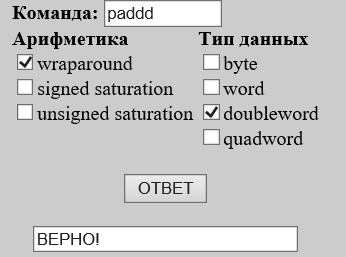 Команда: paddd
Арифметика Тип данных
wraparound byte
signed saturation word
unsigned saturation doubleword
quadword
ОТВЕТ
ВЕРНО!